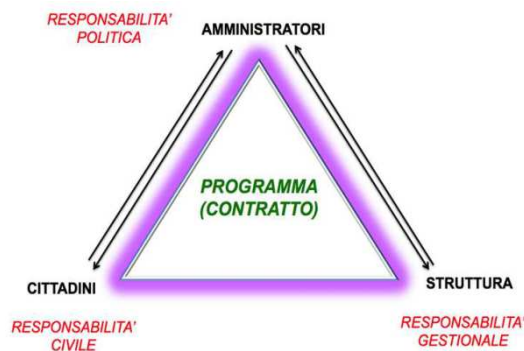 RESPONSABILITA'
POLITICA
AMMINISTRATORI
PROGRAMMA
(CONTRATTO)
CITTADINI
STRUTTURA
RESPONSABILITA'
CIVILE
RESPONSABILITA'
GESTIONALE